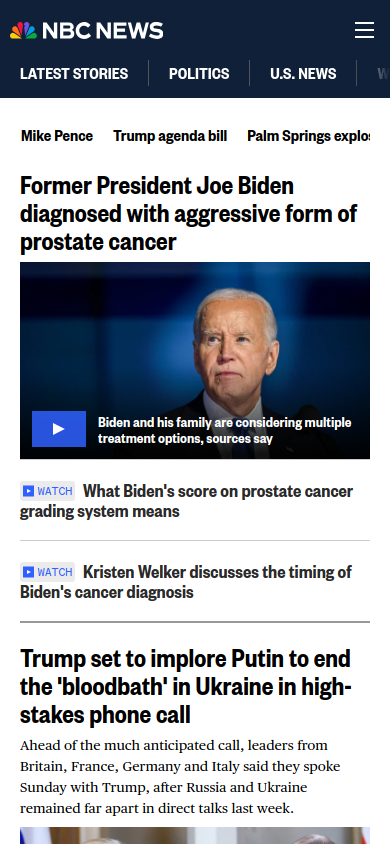 NBC NEWS
LATEST STORIES POLITICS U.S. NEWS
Mike Pence Trump agenda bill Palm Springs explos
Former President Joe Biden
diagnosed with aggressive form of
prostate cancer
Biden and his family are considering multiple
treatment options, sources say
WATCH What Biden's score on prostate cancer
grading system means
WATCH Kristen Welker discusses the timing of
Biden's cancer diagnosis
Trump set to implore Putin to end
the 'bloodbath' in Ukraine in high-
stakes phone call
Ahead of the much anticipated call, leaders from
Britain, France, Germany and Italy said they spoke
Sunday with Trump, after Russia and Ukraine
remained far apart in direct talks last week.